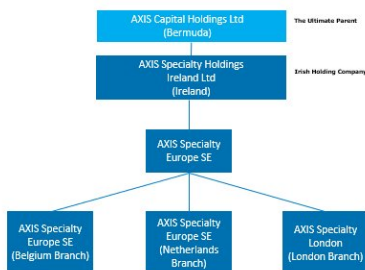 AXIS Capital Holdings Ltd
(Bermuda)
The Ultimate Parent
AXIS Specialty Holdings
Ireland Ltd
(Ireland)
Irish Holding Company
AXIS Specialty
Europe SE
AXIS Specialty
Europe SE
(Belgium Branch)
AXIS Specialty
Europe SE
(Netherlands
Branch)
AXIS Specialty
London
(London Branch)